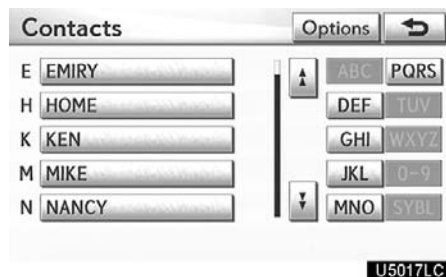 Contacts Options
E EMIRY ABC PQRS
H HOME DEF TUV
K KEN GHI WXYZ
M MIKE JKL 0-9
N NANCY MNO SYBL
U5017LC